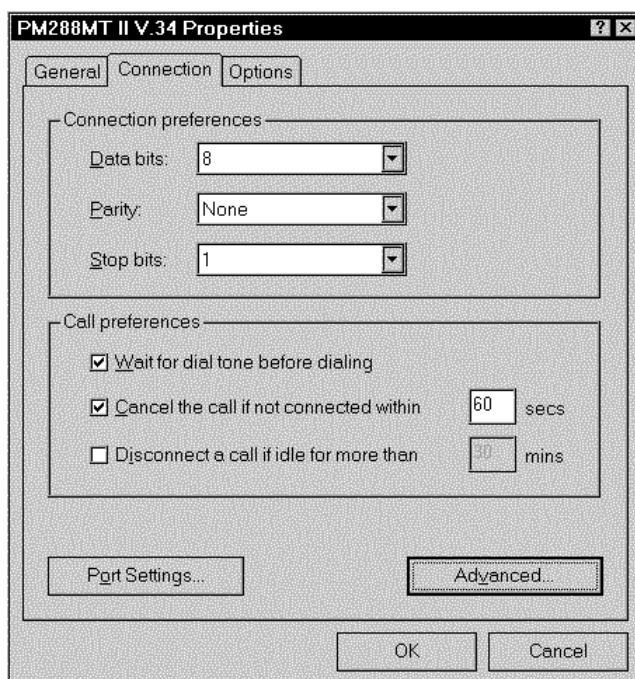 PM288MT II V.34 Properties ? X
General Connection Options
Connection preferences
Data bits: 8
Parity: None
Stop bits: 1
Call preferences
Wait for dial tone before dialing
Cancel the call if not connected within 60 secs
Disconnect a call if idle for more than 30 mins
Port Settings... Advanced...
OK Cancel